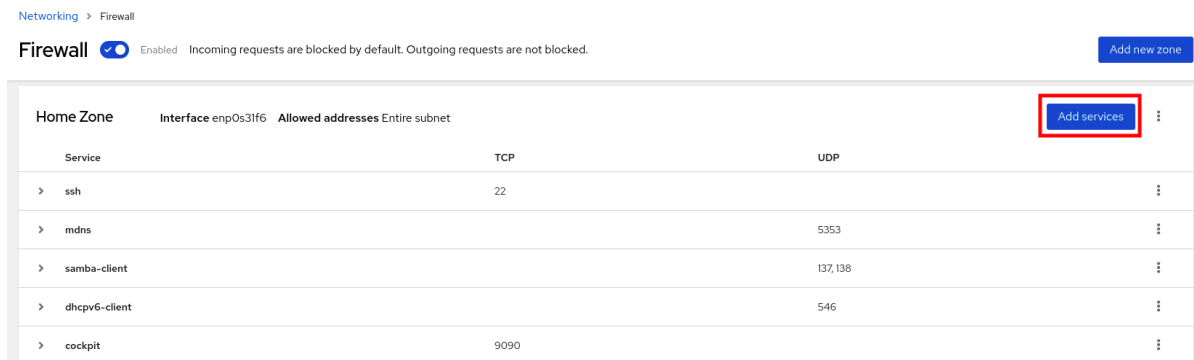 Networking > Firewall
Firewall Enabled Incoming requests are blocked by default. Outgoing requests are not blocked. Add new zone
Home Zone Interface enp0s31f6 Allowed addresses Entire subnet Add services
Service TCP UDP
ssh 22
mdns 5353
samba-client 137, 138
dhcpv6-client 546
cockpit 9090